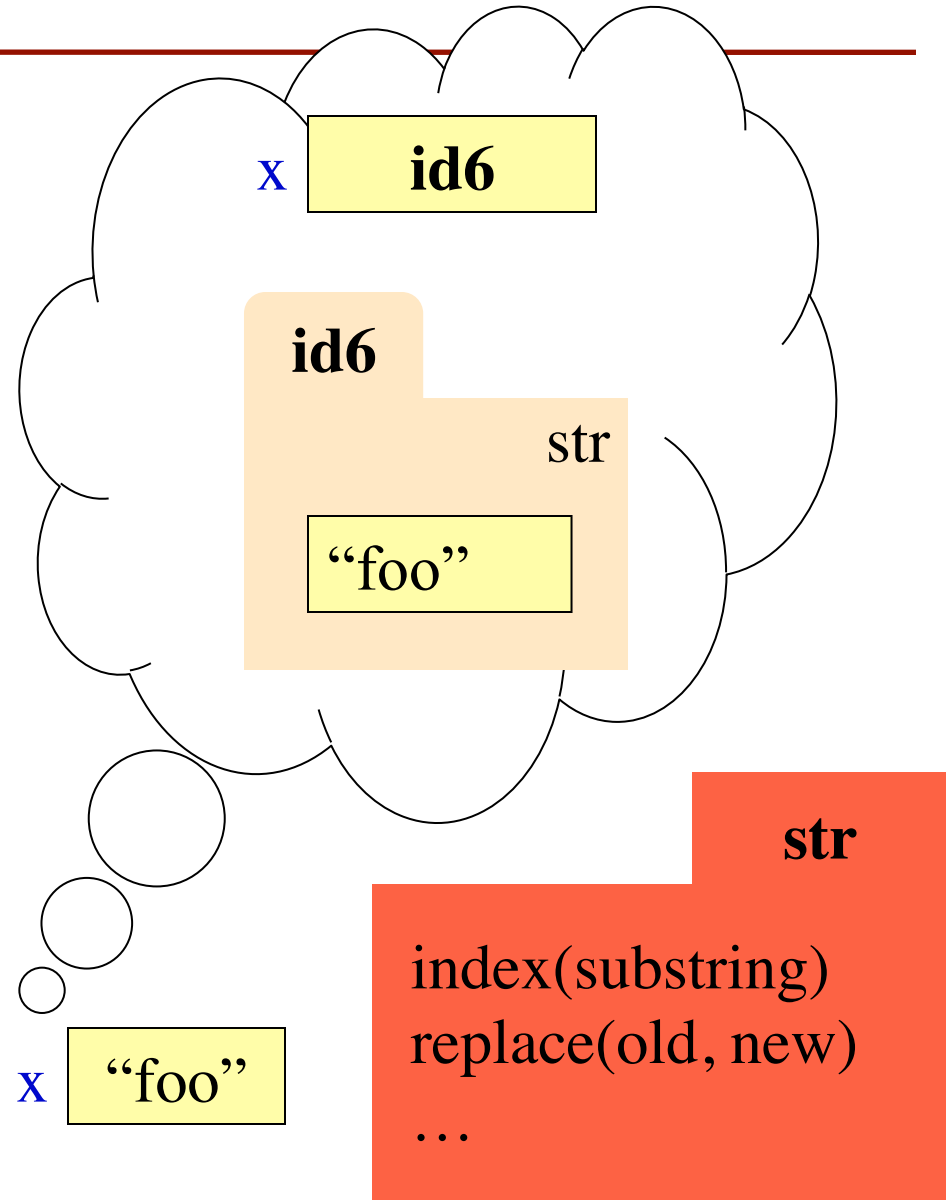 x id6
id6
str
“foo”
str
index(substring)
replace(old, new)
…
x “foo”